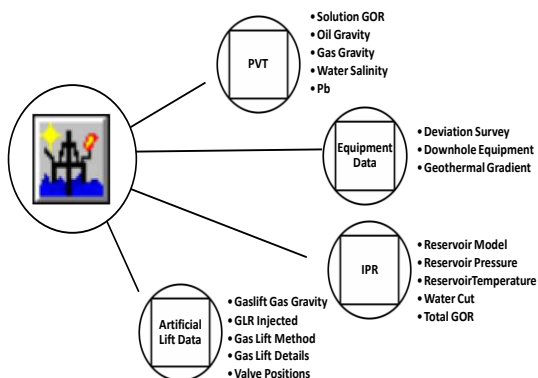 PVT
• Solution GOR
• Oil Gravity
• Gas Gravity
• Water Salinity
• Pb
Equipment
Data
• Deviation Survey
• Downhole Equipment
• Geothermal Gradient
IPR
• Reservoir Model
• Reservoir Pressure
• ReservoirTemperature
• Water Cut
• Total GOR
Artificial
Lift Data
• Gaslift Gas Gravity
• GLR Injected
• Gas Lift Method
• Gas Lift Details
• Valve Positions